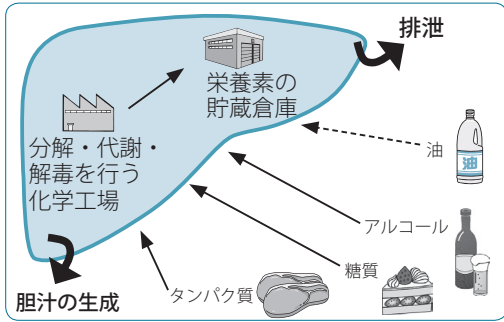 排泄
栄養素の
貯蔵倉庫
分解・代謝・
解毒を行う
化学工場
油
油
アルコール
糖質
タンパク質
胆汁の生成